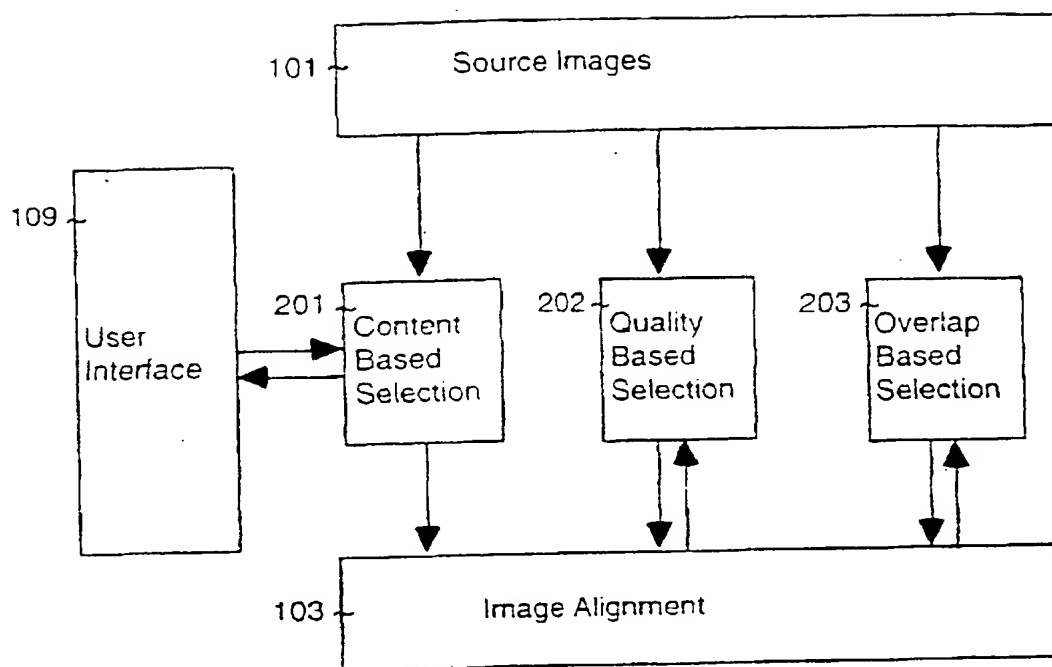 101
Source Images
109
User
Interface
201
Content
Based
Selection
202
Quality
Based
Selection
203
Overlap
Based
Selection
103
Image Alignment